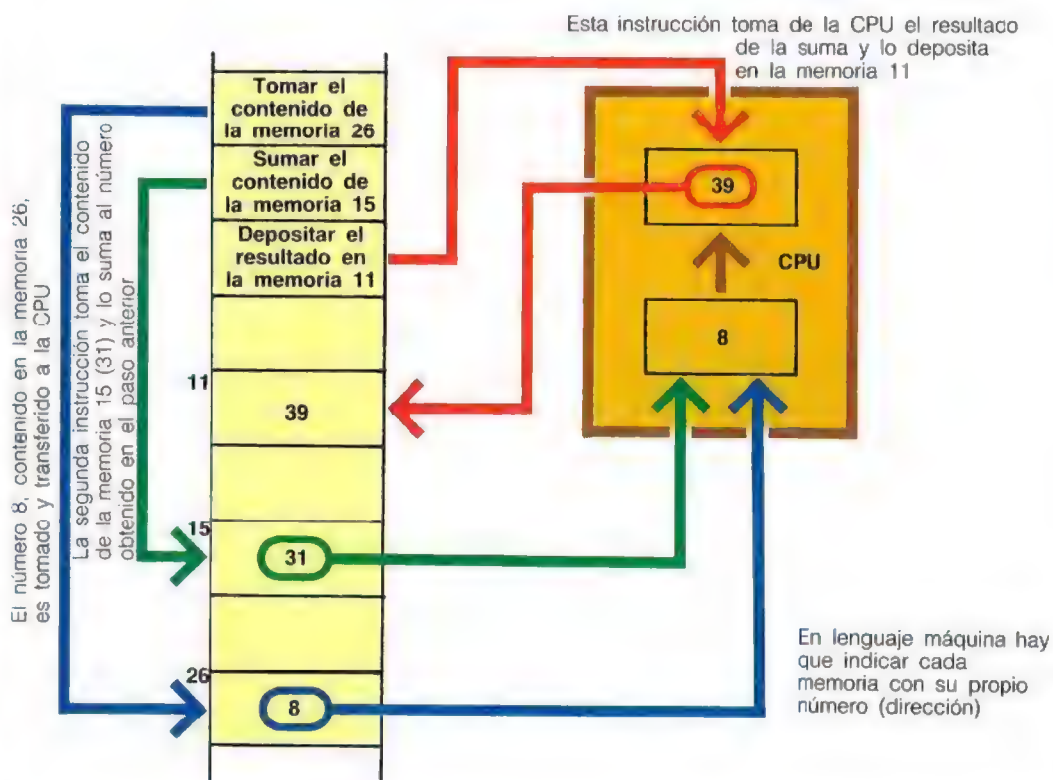 Esta instrucción toma de la CPU el resultado
de la suma y lo deposita
en la memoria 11
Tomar el
contenido de
la memoria 26
Sumar el
contenido de
la memoria 15
Depositar el
resultado en
la memoria 11
El número 8, contenido en la memoria 26,
es tomado y transferido a la CPU
La segunda instrucción toma el contenido
de la memoria 15 (31) y lo suma al número
obtenido en el paso anterior
39
CPU
8
11
39
15
31
26
8
En lenguaje máquina hay
que indicar cada
memoria con su propio
número (dirección)